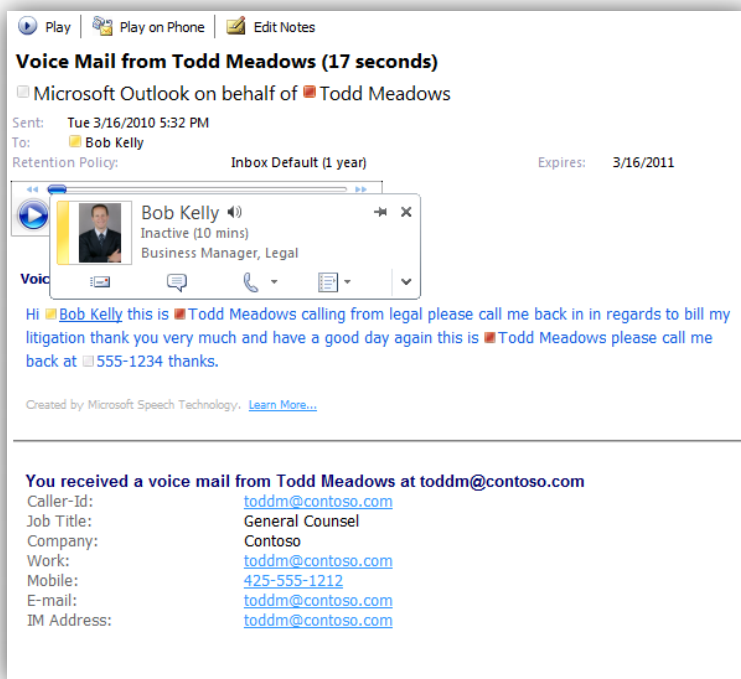 Play Play on Phone Edit Notes
Voice Mail from Todd Meadows (17 seconds)
Microsoft Outlook on behalf of Todd Meadows
Sent: Tue 3/16/2010 5:32 PM
To: Bob Kelly
Retention Policy: Inbox Default (1 year) Expires: 3/16/2011
Bob Kelly
Inactive (10 mins)
Business Manager, Legal
Voic
Hi Bob Kelly this is Todd Meadows calling from legal please call me back in in regards to bill my
litigation thank you very much and have a good day again this is Todd Meadows please call me
back at 555-1234 thanks.
Created by Microsoft Speech Technology. Learn More...
You received a voice mail from Todd Meadows at toddm@contoso.com
Caller-Id: toddm@contoso.com
Job Title: General Counsel
Company: Contoso
Work: toddm@contoso.com
Mobile: 425-555-1212
E-mail: toddm@contoso.com
IM Address: toddm@contoso.com